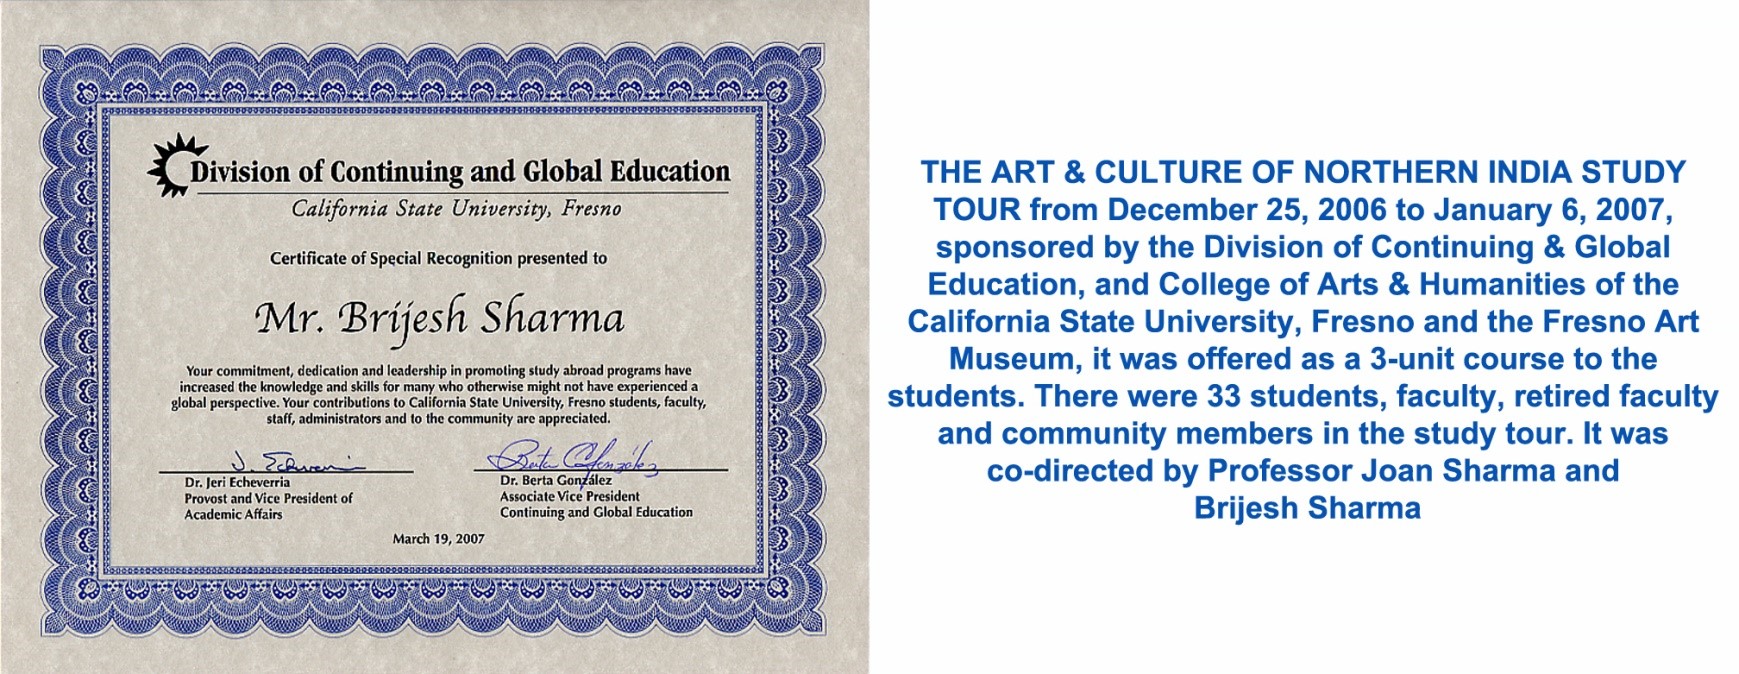 Division of Continuing and Global Education
California State University, Fresno
Certificate of Special Recognition presented to
Mr. Brijesh Sharma
Your commitment, dedication and leadership in promoting study abroad programs have
increased the knowledge and skills for many who otherwise might not have experienced a
global perspective. Your contributions to California State University, Fresno students, faculty,
staff, administrators and to the community are appreciated.
J. Echeverria
Berta González
Dr. Jeri Echeverria
Provost and Vice President of
Academic Affairs
Dr. Berta González
Associate Vice President
Continuing and Global Education
March 19, 2007
THE ART & CULTURE OF NORTHERN INDIA STUDY
TOUR from December 25, 2006 to January 6, 2007,
sponsored by the Division of Continuing & Global
Education, and College of Arts & Humanities of the
California State University, Fresno and the Fresno Art
Museum, it was offered as a 3-unit course to the
students. There were 33 students, faculty, retired faculty
and community members in the study tour. It was
co-directed by Professor Joan Sharma and
Brijesh Sharma